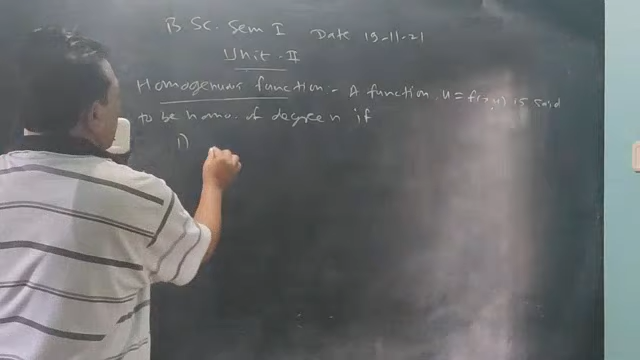 B.Sc. Sem I Date 19-11-21
Unit-II
Homogenous function - A function u = f(x,y) is said
to be homo. of degree n if
1)